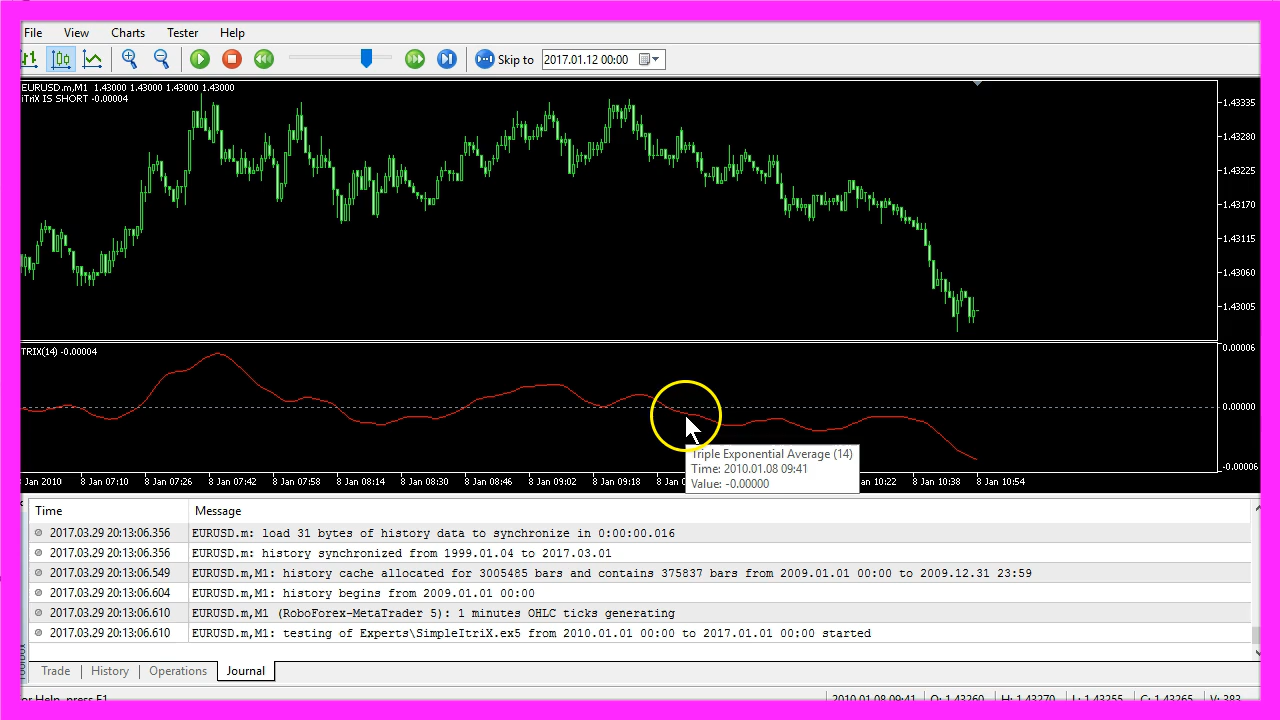 File View Charts Tester Help
Skip to 2017.01.12 00:00
EURUSD.m,M1 1.43000 1.43000 1.43000 1.43000
iTriX IS SHORT -0.00004
1.43335
1.43280
1.43225
1.43170
1.43115
1.43060
1.43005
TRIX(14) -0.00004
0.00006
0.00000
-0.00006
Triple Exponential Average (14)
Time: 2010.01.08 09:41
Value: -0.00000
Jan 2010 8 Jan 07:10 8 Jan 07:26 8 Jan 07:42 8 Jan 07:58 8 Jan 08:14 8 Jan 08:30 8 Jan 08:46 8 Jan 09:02 8 Jan 09:18 8 Jan 10:22 8 Jan 10:38 8 Jan 10:54
Time Message
2017.03.29 20:13:06.356 EURUSD.m: load 31 bytes of history data to synchronize in 0:00:00.016
2017.03.29 20:13:06.356 EURUSD.m: history synchronized from 1999.01.04 to 2017.03.01
2017.03.29 20:13:06.549 EURUSD.m,M1: history cache allocated for 3005485 bars and contains 375837 bars from 2009.01.01 00:00 to 2009.12.31 23:59
2017.03.29 20:13:06.604 EURUSD.m,M1: history begins from 2009.01.01 00:00
2017.03.29 20:13:06.610 EURUSD.m,M1 (RoboForex-MetaTrader 5): 1 minutes OHLC ticks generating
2017.03.29 20:13:06.610 EURUSD.m,M1: testing of Experts\SimpleItriX.ex5 from 2010.01.01 00:00 to 2017.01.01 00:00 started
Toolbox
Trade History Operations Journal
or Help, press F1 2010.01.08 09:41 O: 1.43260 H: 1.43270 L: 1.43255 C: 1.43265 V: 383